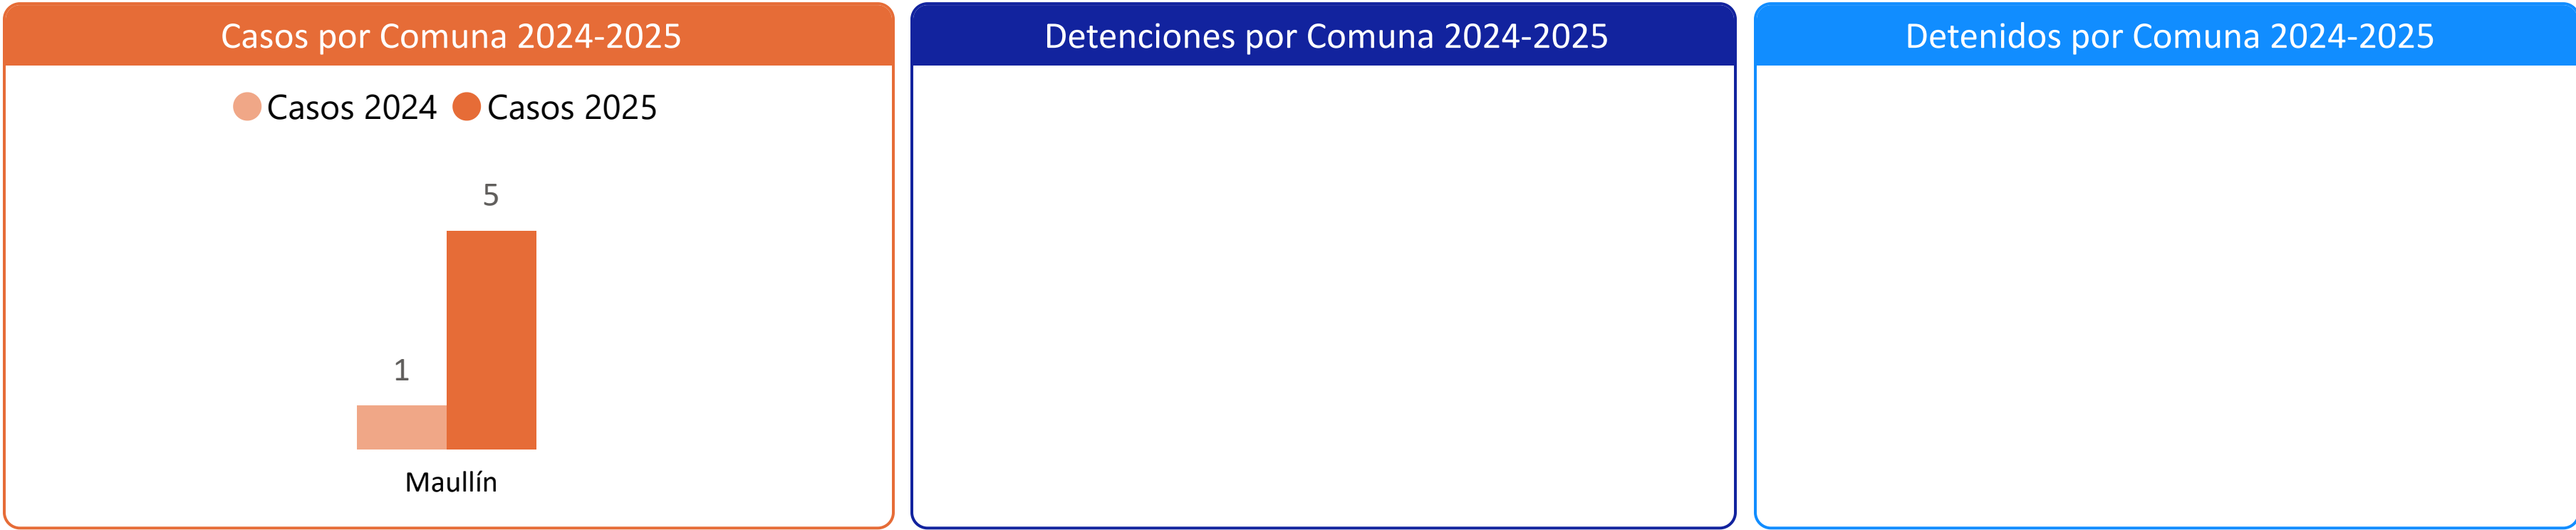 Casos por Comuna 2024-2025
Casos 2024 Casos 2025
5
1
Maullín
Detenciones por Comuna 2024-2025
Detenidos por Comuna 2024-2025